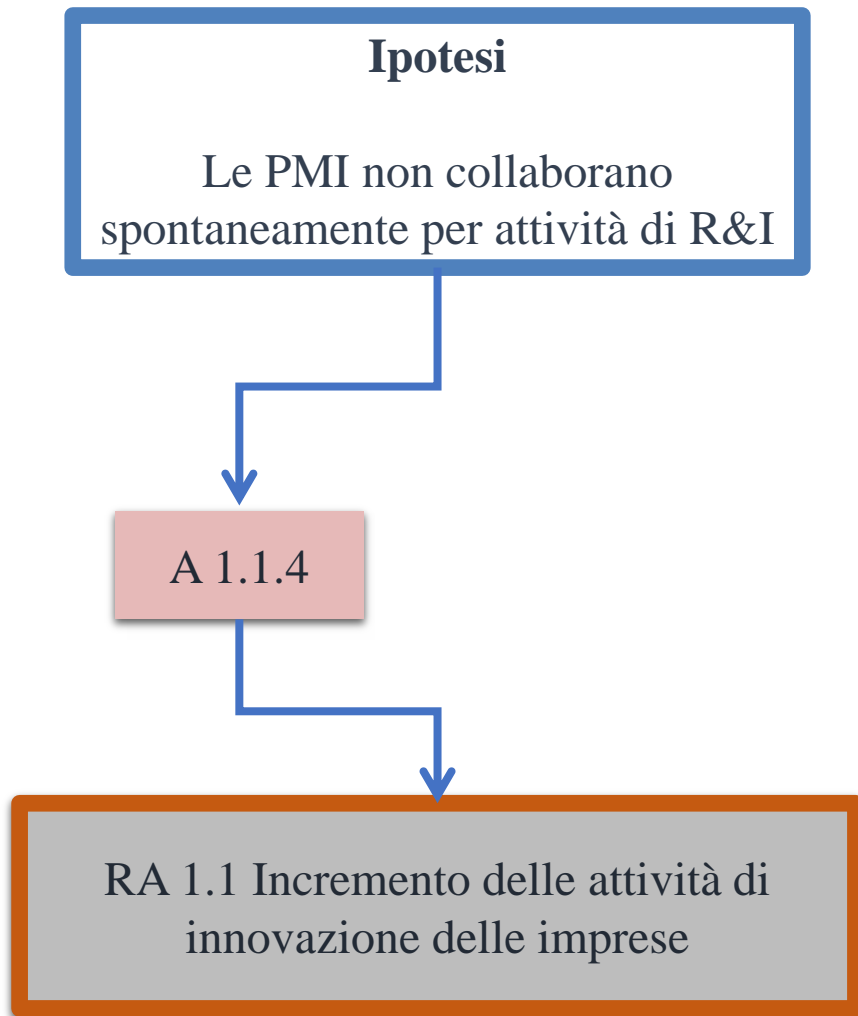 Ipotesi
Le PMI non collaborano
spontaneamente per attività di R&I
A 1.1.4
RA 1.1 Incremento delle attività di
innovazione delle imprese